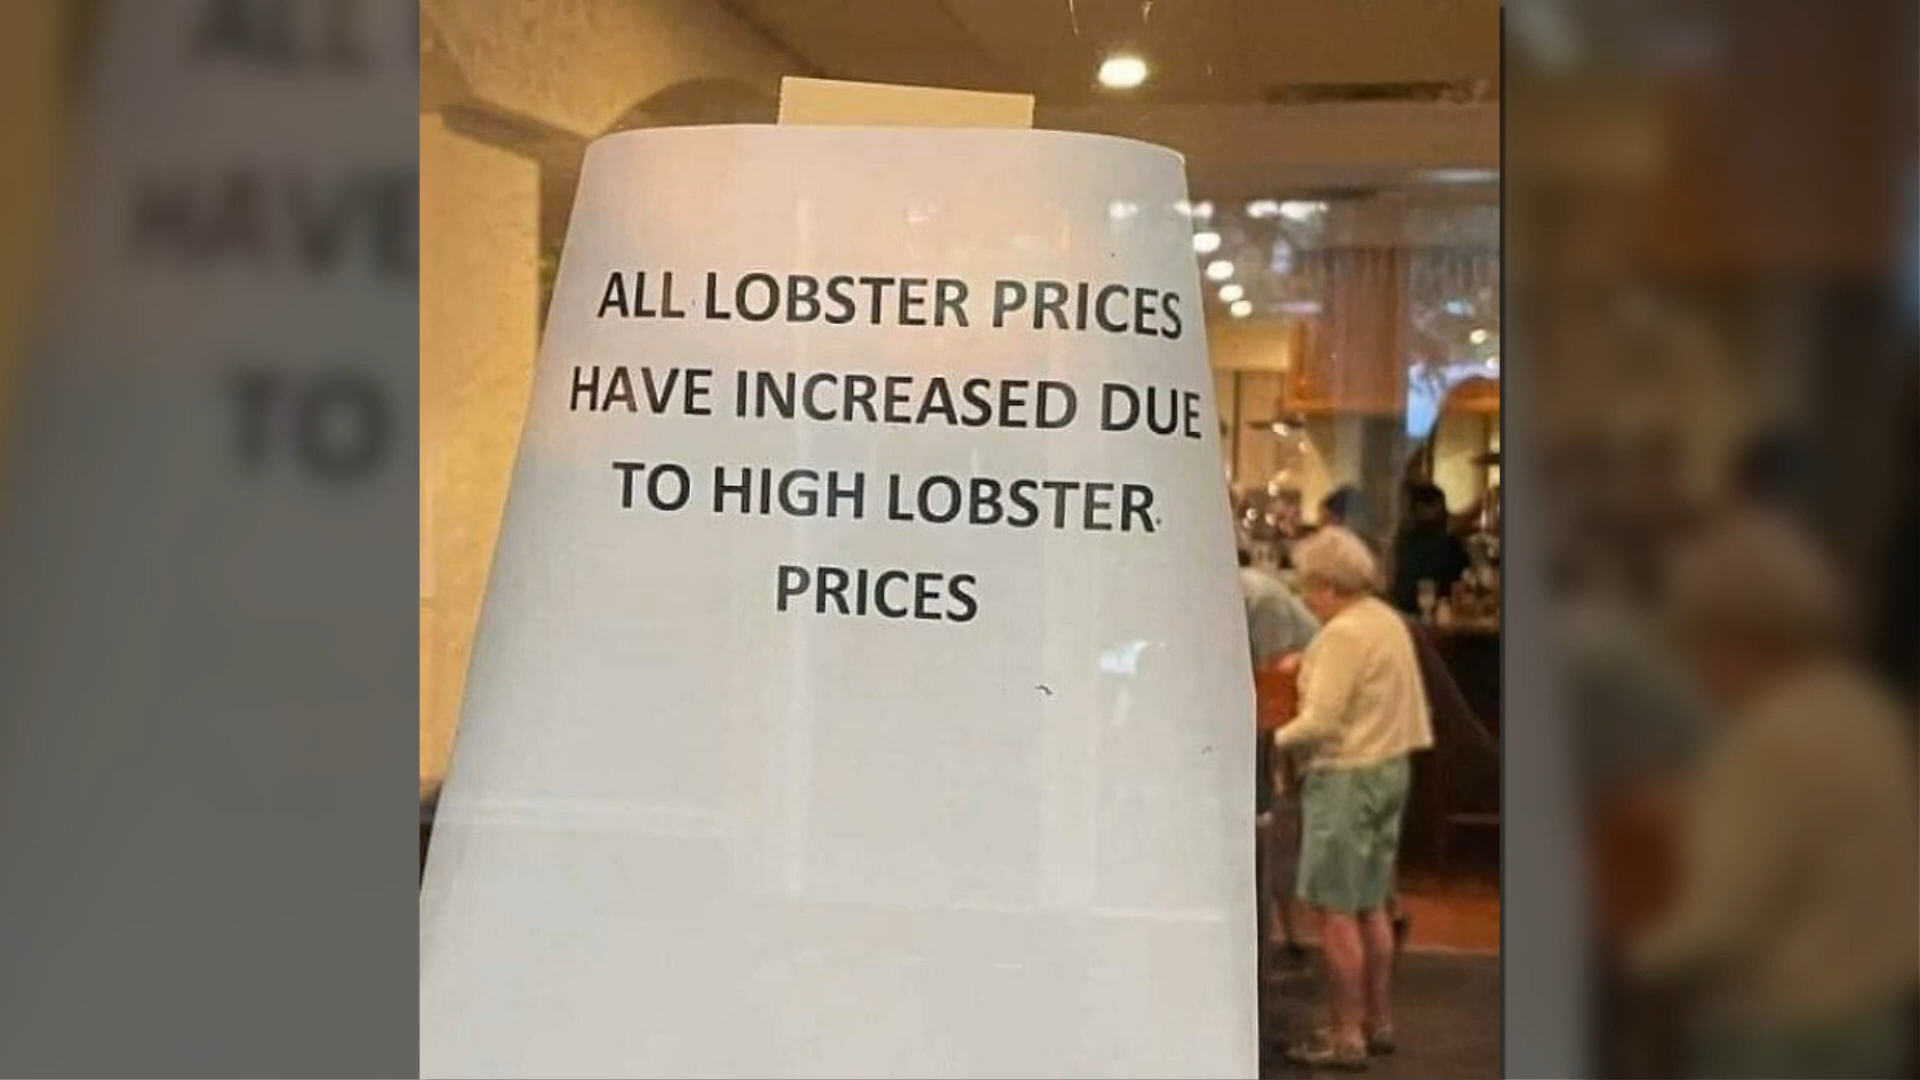 ALL LOBSTER PRICES
HAVE INCREASED DUE
TO HIGH LOBSTER
PRICES